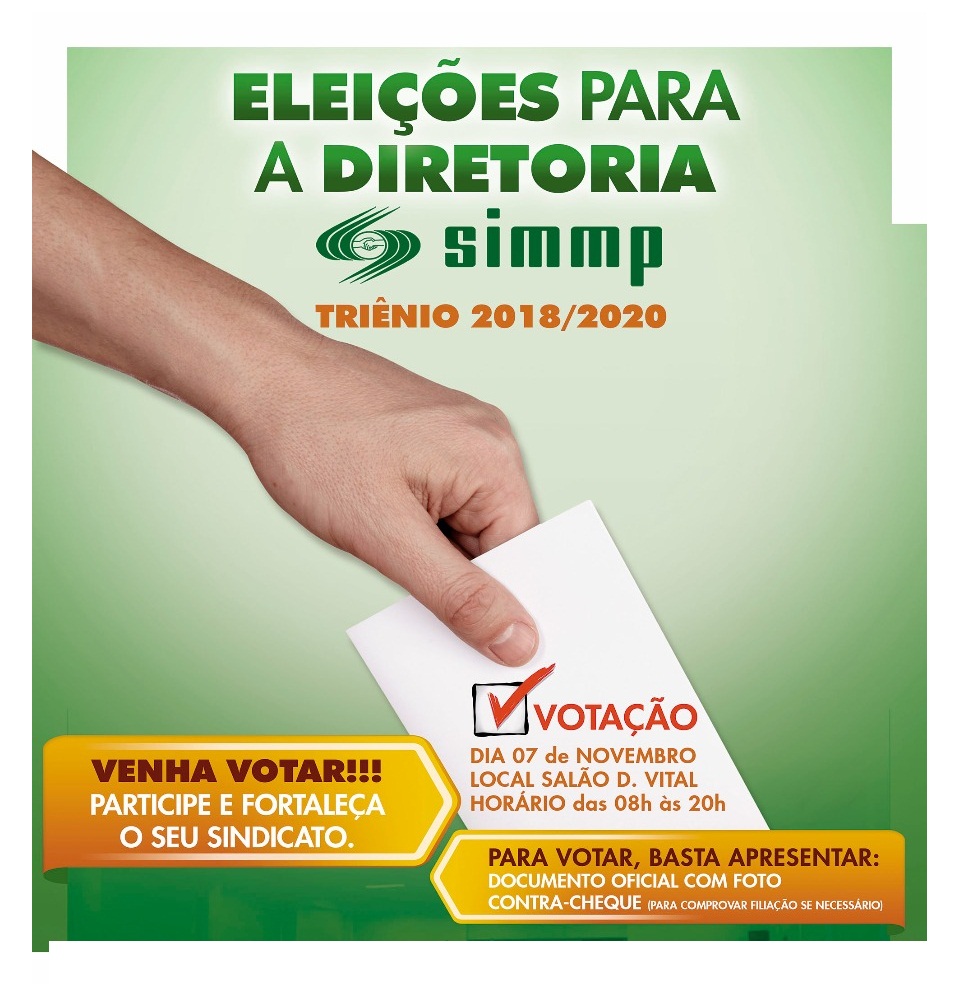 ELEIÇÕES PARA
A DIRETORIA
simmp
TRIÊNIO 2018/2020
VOTAÇÃO
DIA 07 de NOVEMBRO
LOCAL SALÃO D. VITAL
HORÁRIO das 08h às 20h
VENHA VOTAR!!!
PARTICIPE E FORTALEÇA
O SEU SINDICATO.
PARA VOTAR, BASTA APRESENTAR:
DOCUMENTO OFICIAL COM FOTO
CONTRA-CHEQUE (PARA COMPROVAR FILIAÇÃO SE NECESSÁRIO)